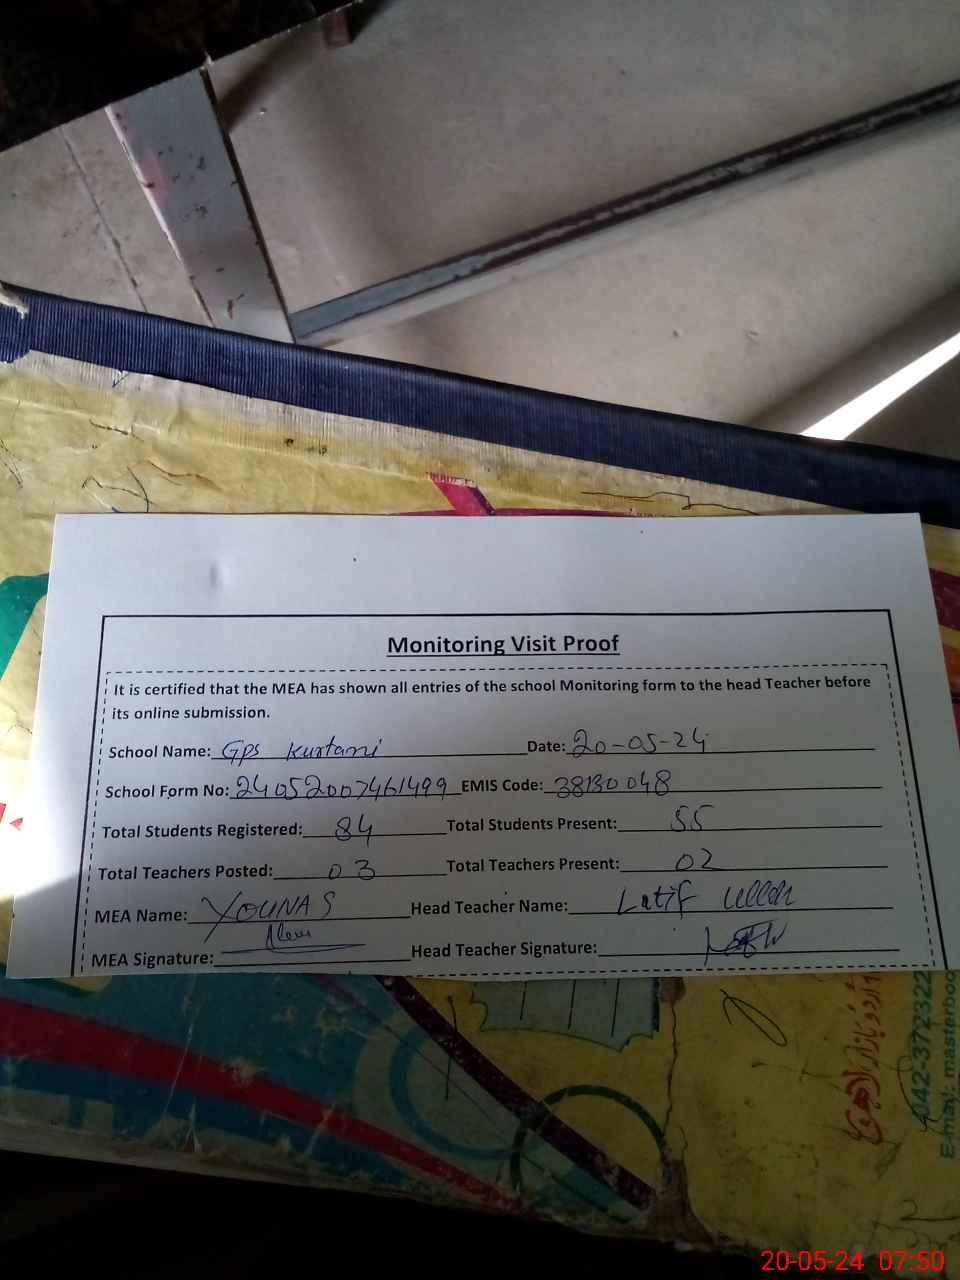 Monitoring Visit Proof
It is certified that the MEA has shown all entries of the school Monitoring form to the head Teacher before
its online submission.
School Name: GPS Kurtani Date: 20-05-24
School Form No: 24052007461499 EMIS Code: 38130048
Total Students Registered: 84 Total Students Present: 55
Total Teachers Posted: 03 Total Teachers Present: 02
MEA Name: YOUNAS Head Teacher Name: Latif Ullah
MEA Signature: Head Teacher Signature:
اردو بازار لاہور
042-372322
E-mail: masterboo
20-05-24 07:50